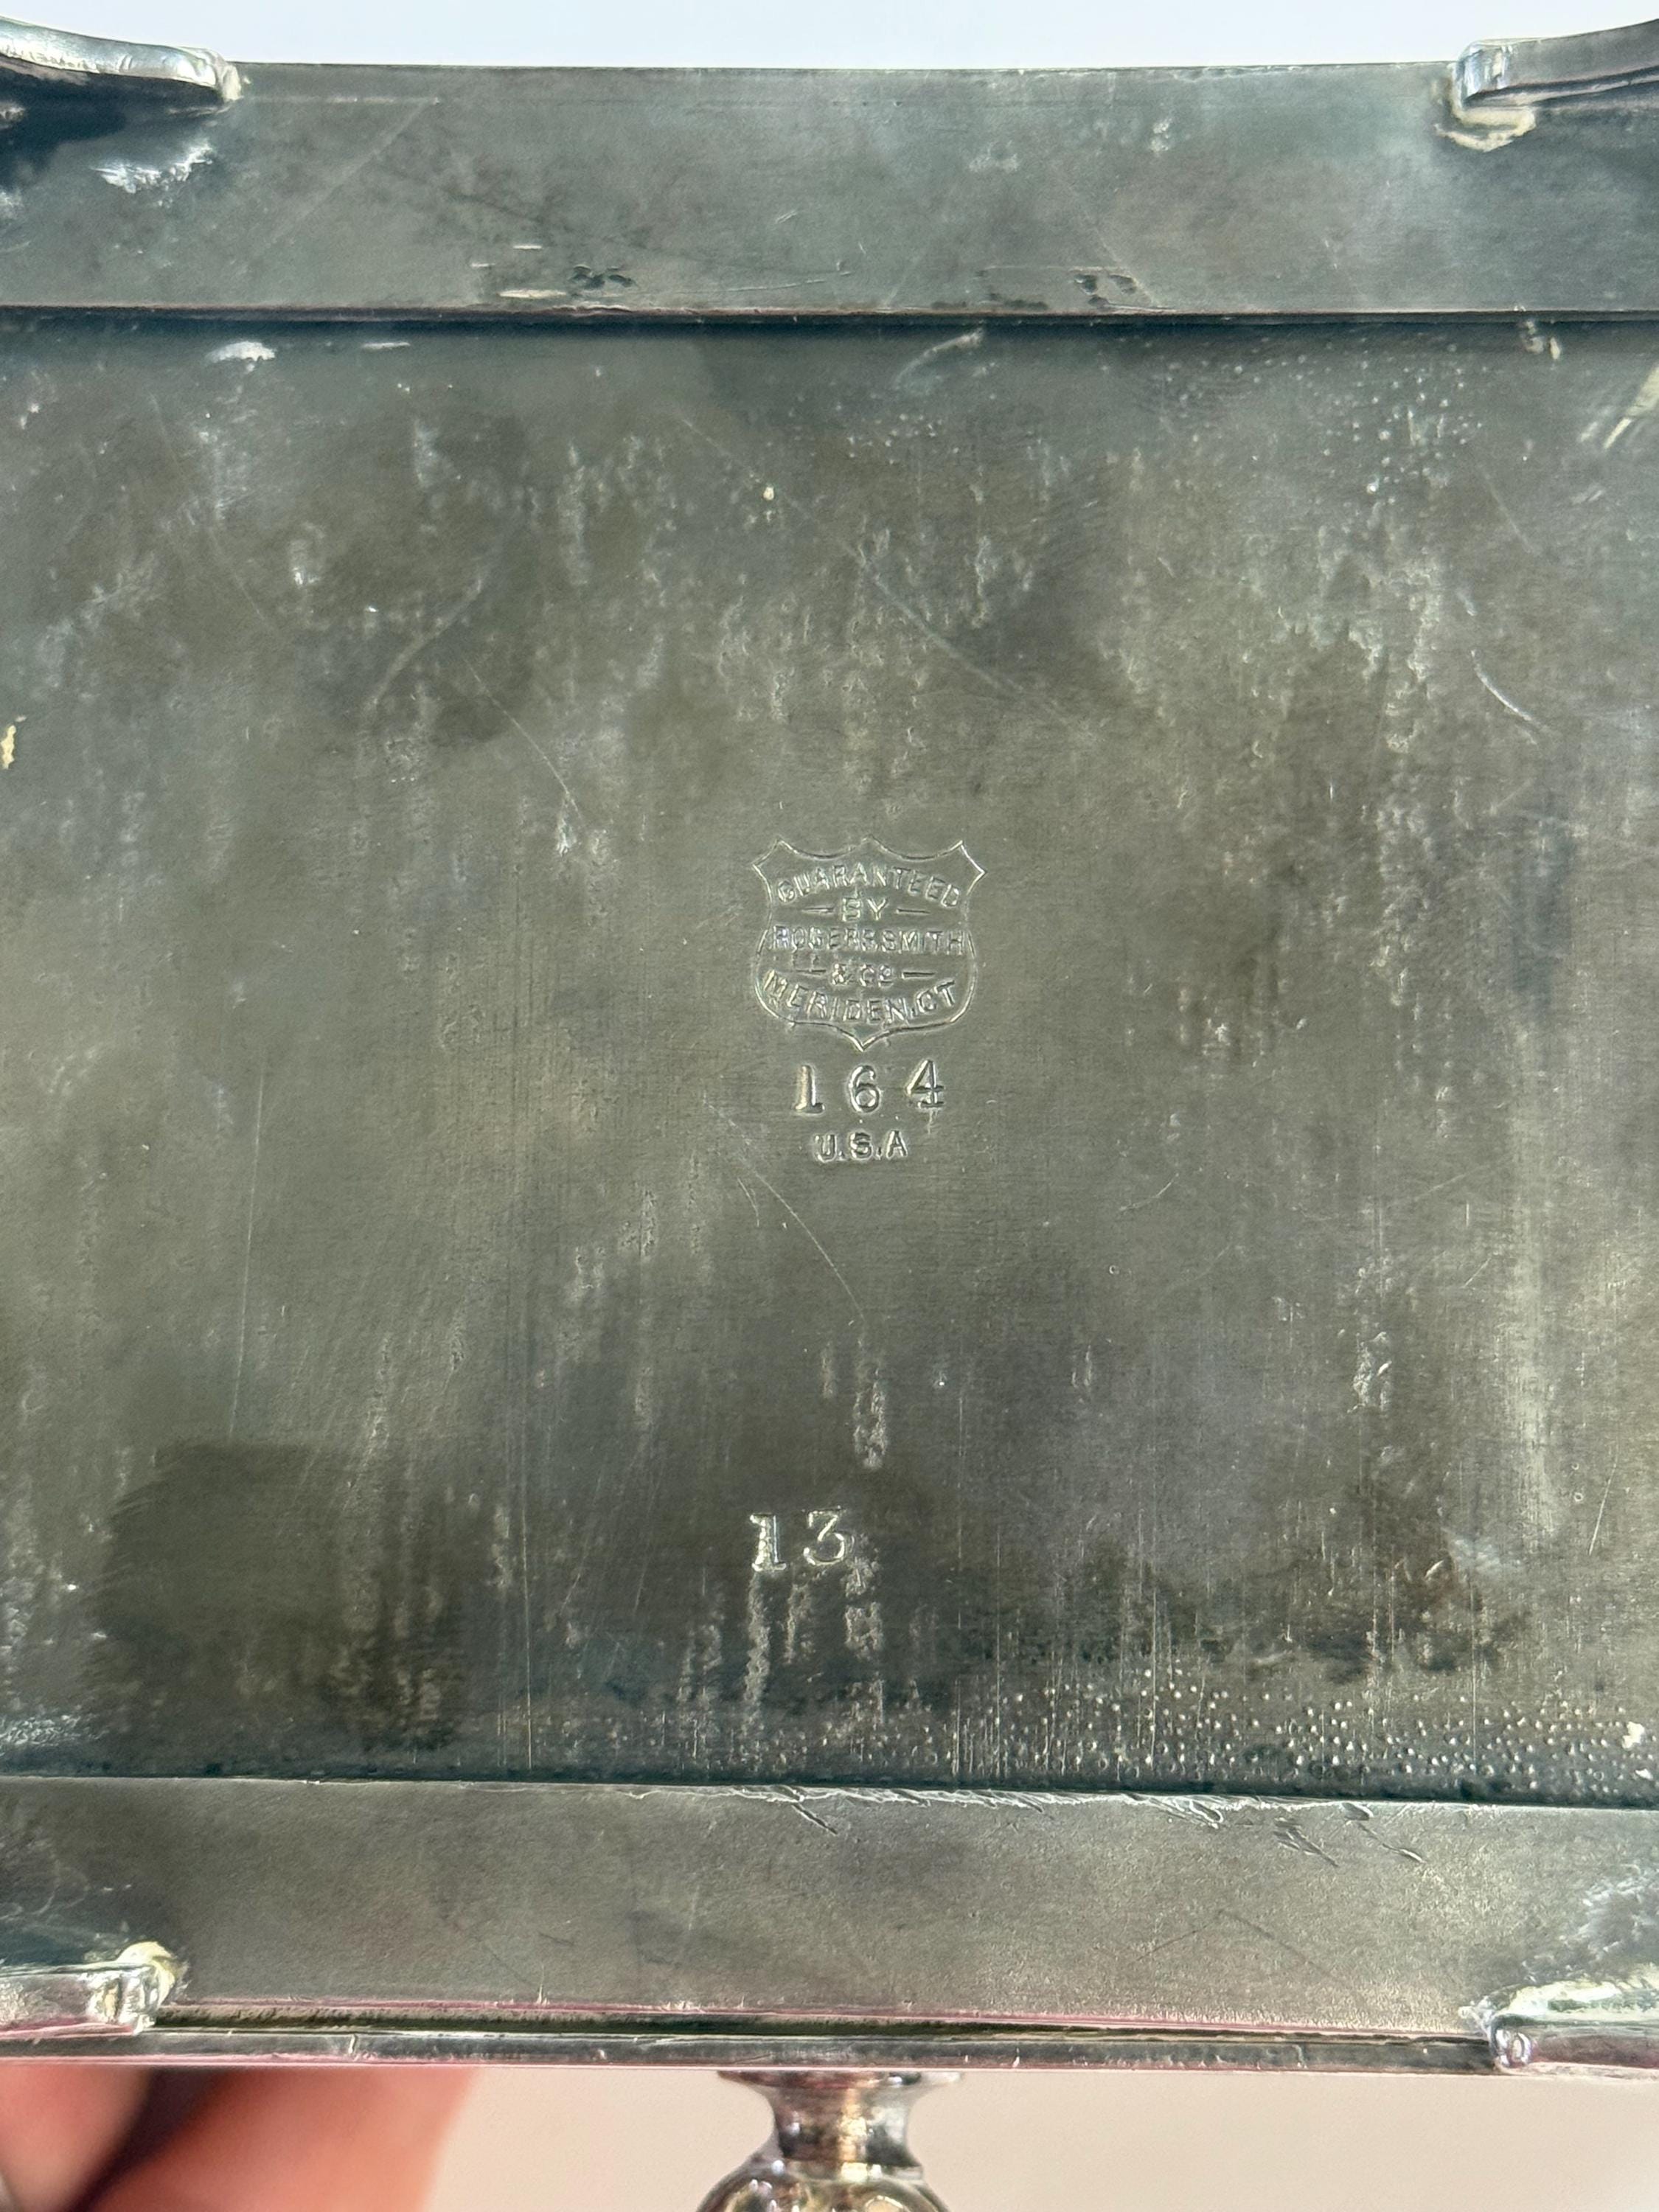 GUARANTEED
BY
ROGERS.SMITH
& Co
MERIDEN.CT
164
U.S.A
13